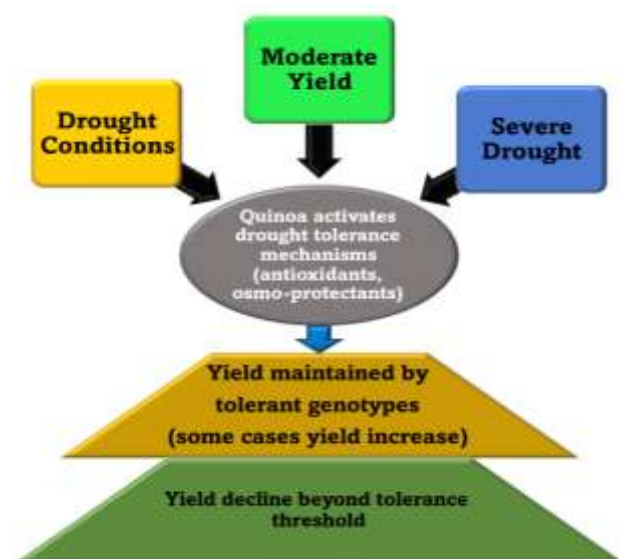 Moderate
Yield
Drought
Conditions
Severe
Drought
Quinoa activates
drought tolerance
mechanisms
(antioxidants,
osmo-protectants)
Yield maintained by
tolerant genotypes
(some cases yield increase)
Yield decline beyond tolerance
threshold